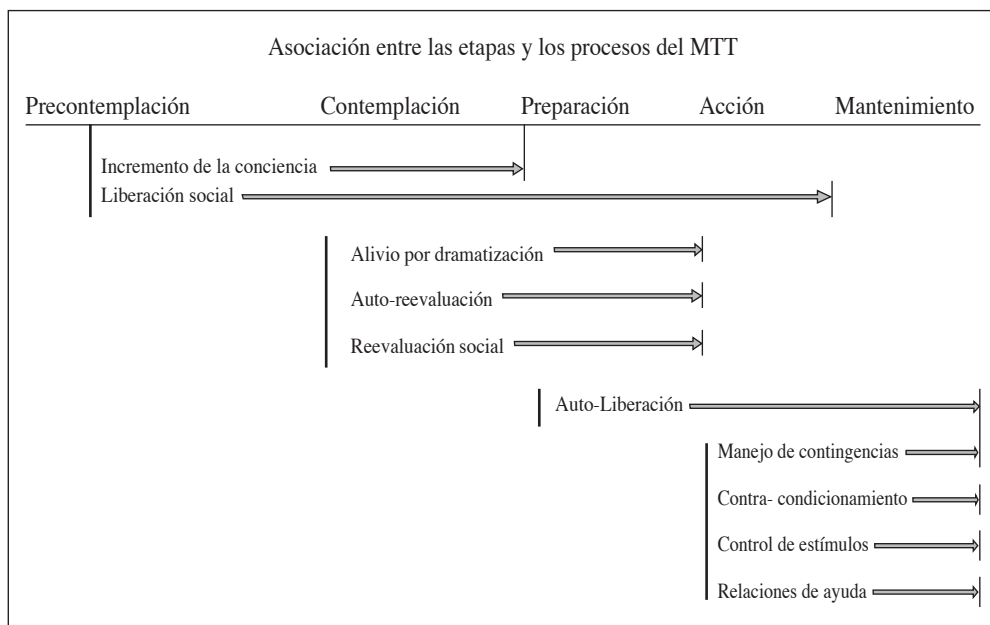 Asociación entre las etapas y los procesos del MTT
Precontemplación Contemplación Preparación Acción Mantenimiento
Incremento de la conciencia
Liberación social
Alivio por dramatización
Auto-reevaluación
Reevaluación social
Auto-Liberación
Manejo de contingencias
Contra- condicionamiento
Control de estímulos
Relaciones de ayuda